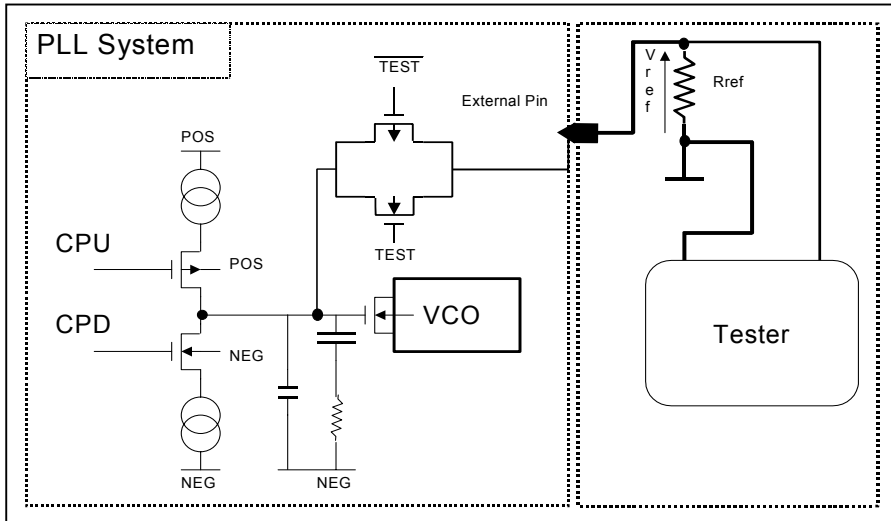 PLL System
TEST
External Pin
POS
CPU
POS
TEST
CPD
VCO
NEG
NEG
NEG
Vref
Rref
Tester